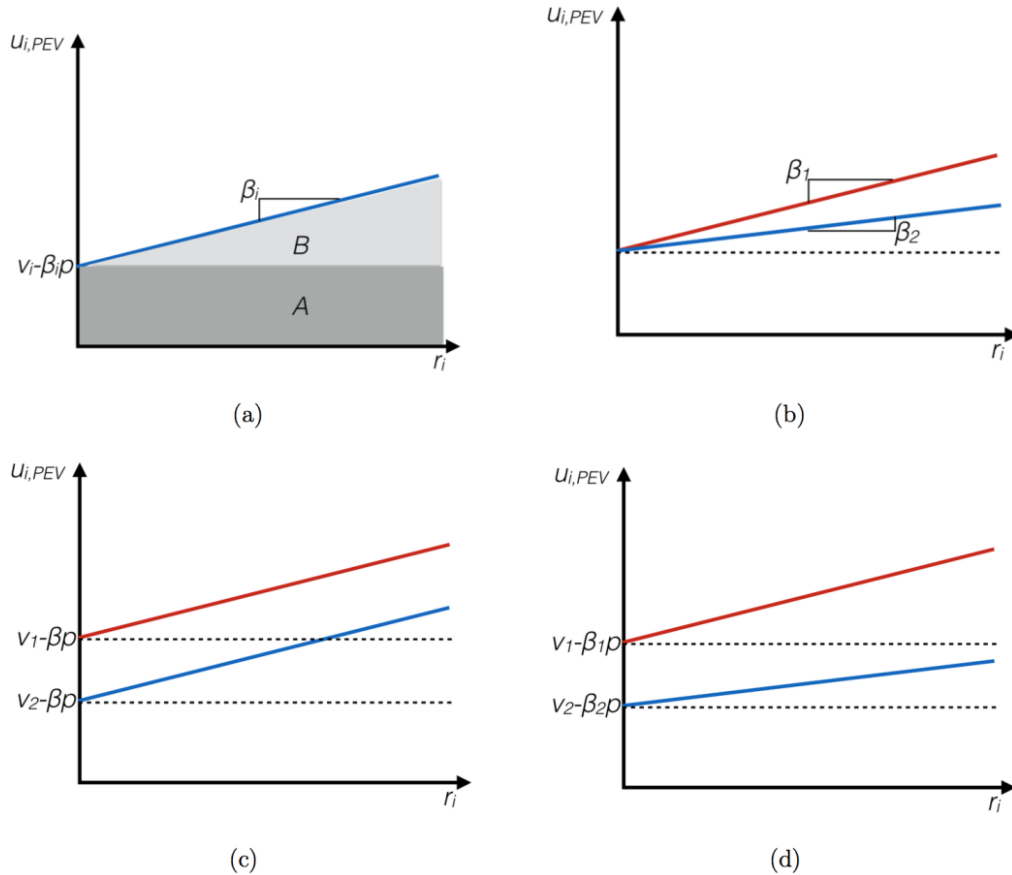 u_{i,PEV}
β_i
B
v_i-β_ip
A
r_i
(a)
u_{i,PEV}
β_1
β_2
r_i
(b)
u_{i,PEV}
v_1-βp
v_2-βp
r_i
(c)
u_{i,PEV}
v_1-β_1p
v_2-β_2p
r_i
(d)